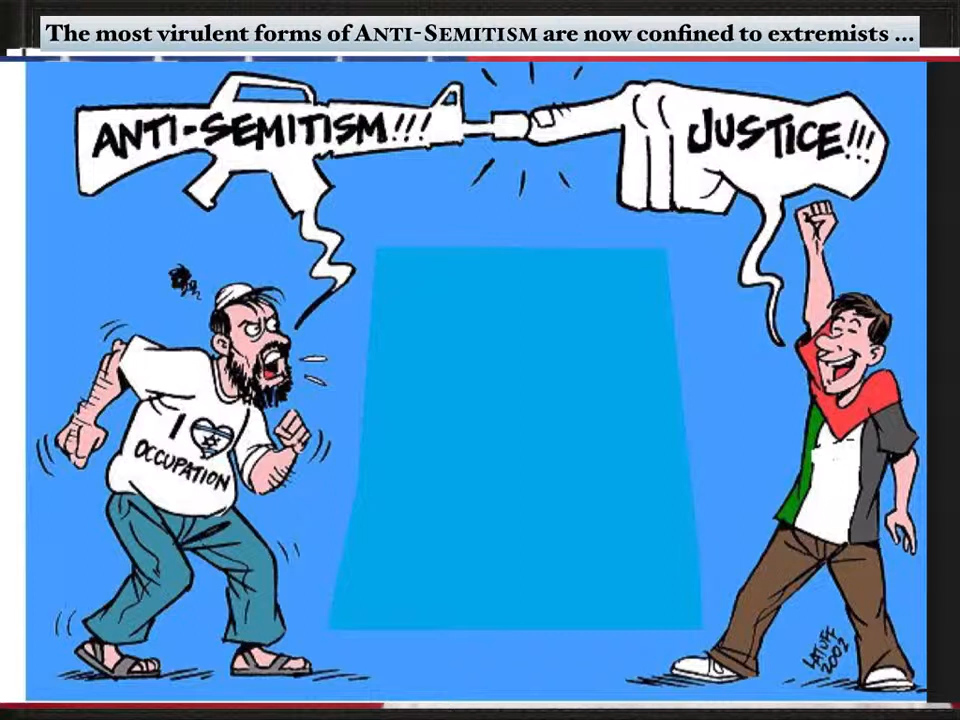 The most virulent forms of ANTI-SEMITISM are now confined to extremists ...
ANTI-SEMITISM!!!
JUSTICE!!!
I
OCCUPATION
LATUFF
2002